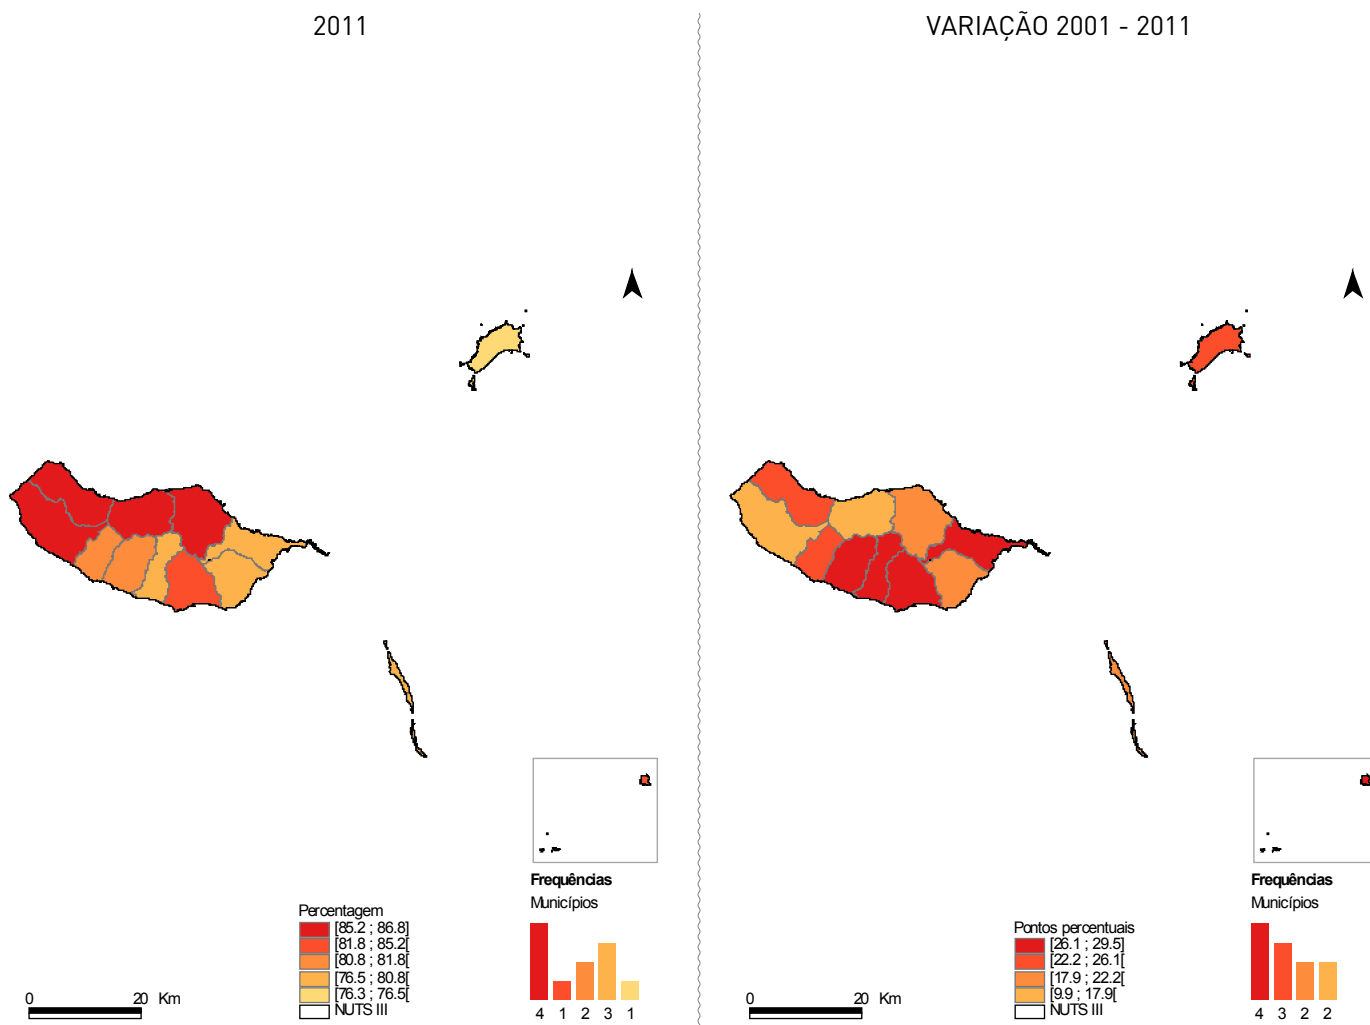 2011
Percentagem
[85.2 ; 86.8]
[81.8 ; 85.2[
[80.8 ; 81.8[
[76.5 ; 80.8[
[76.3 ; 76.5[
NUTS III
0 20 Km
Frequências
Municípios
4 1 2 3 1
VARIAÇÃO 2001 - 2011
Pontos percentuais
[26.1 ; 29.5]
[22.2 ; 26.1[
[17.9 ; 22.2[
[9.9 ; 17.9[
NUTS III
0 20 Km
Frequências
Municípios
4 3 2 2